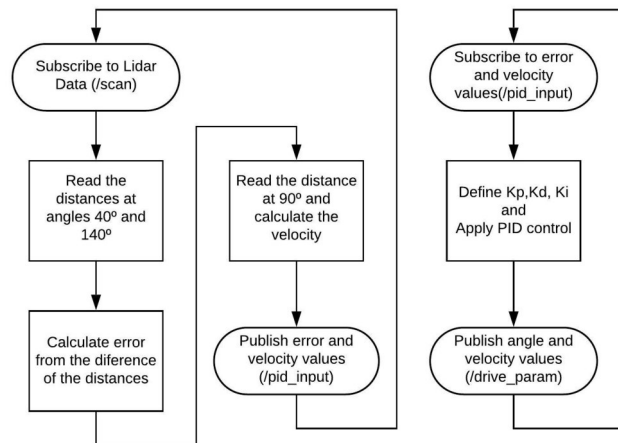 Subscribe to Lidar
Data (/scan)
Read the
distances at
angles 40º and
140º
Calculate error
from the diference
of the distances
Read the distance
at 90º and
calculate the
velocity
Publish error and
velocity values
(/pid_input)
Subscribe to error
and velocity
values(/pid_input)
Define Kp,Kd, Ki
and
Apply PID control
Publish angle and
velocity values
(/drive_param)